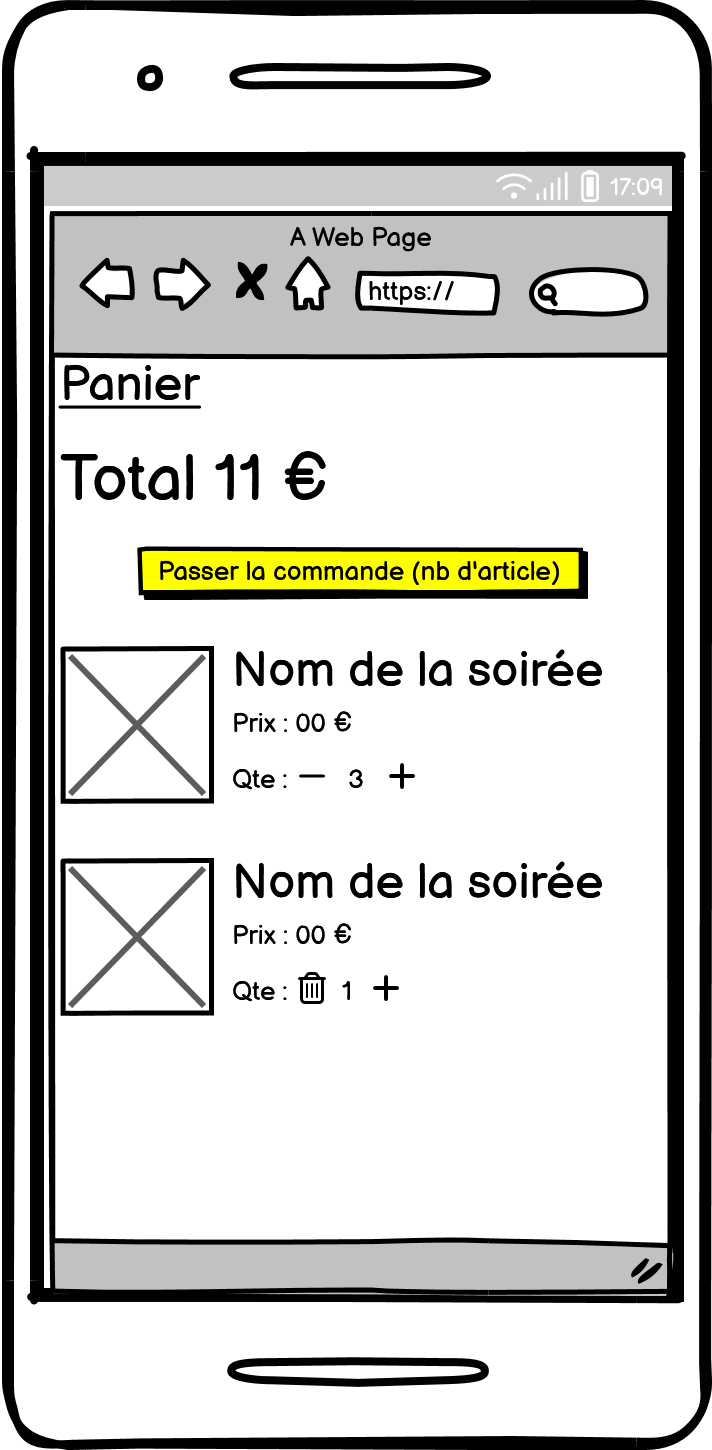 17:09
A Web Page
https://
Panier
Total 11 €
Passer la commande (nb d'article)
Nom de la soirée
Prix : 00 €
Qte : — 3 +
Nom de la soirée
Prix : 00 €
Qte : 1 +